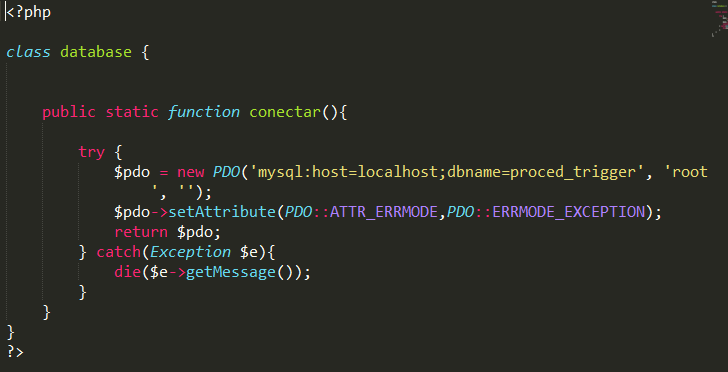 <?php
class database {
public static function conectar(){
try {
$pdo = new PDO('mysql:host=localhost;dbname=proced_trigger', 'root
', '');
$pdo->setAttribute(PDO::ATTR_ERRMODE,PDO::ERRMODE_EXCEPTION);
return $pdo;
} catch(Exception $e){
die($e->getMessage());
}
}
}
?>